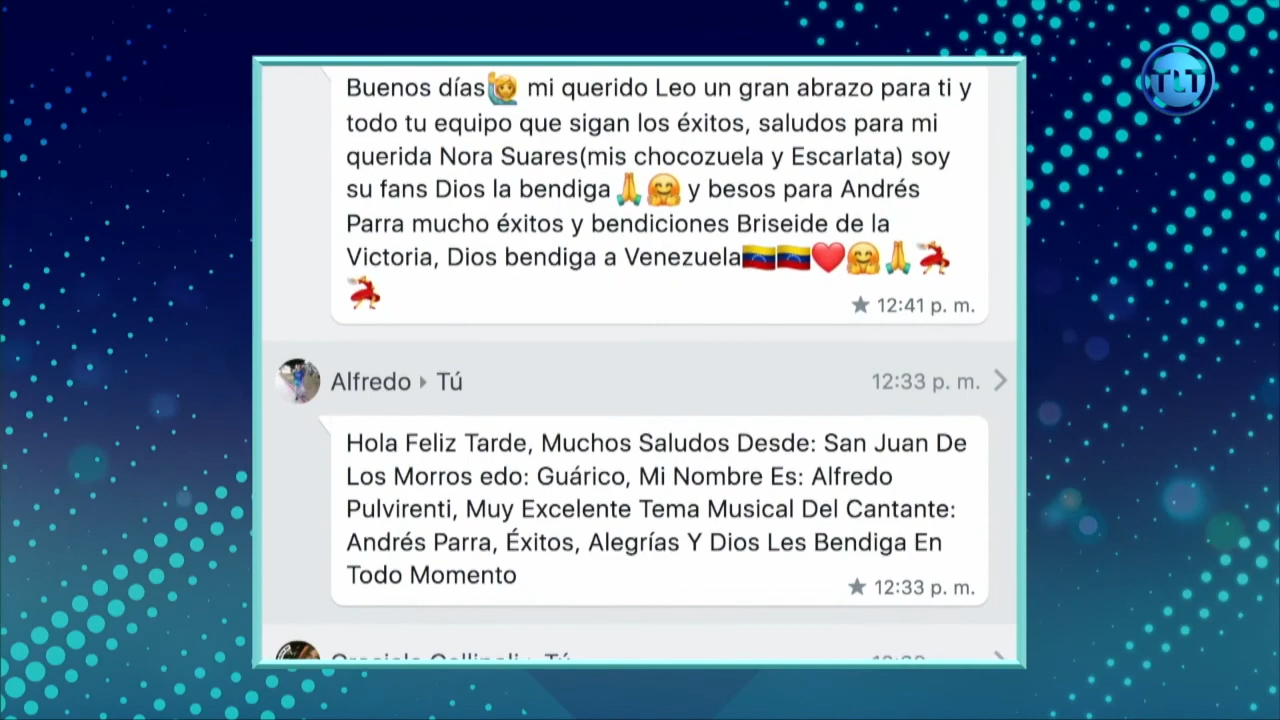 TLT
Buenos días🙋 mi querido Leo un gran abrazo para ti y
todo tu equipo que sigan los éxitos, saludos para mi
querida Nora Suares(mis chocozuela y Escarlata) soy
su fans Dios la bendiga🙏🤗 y besos para Andrés
Parra mucho éxitos y bendiciones Briseide de la
Victoria, Dios bendiga a Venezuela🇻🇪🇻🇪❤️🤗🙏💃
💃
12:41 p. m.
Alfredo ▸ Tú
12:33 p. m.
Hola Feliz Tarde, Muchos Saludos Desde: San Juan De
Los Morros edo: Guárico, Mi Nombre Es: Alfredo
Pulvirenti, Muy Excelente Tema Musical Del Cantante:
Andrés Parra, Éxitos, Alegrías Y Dios Les Bendiga En
Todo Momento
12:33 p. m.